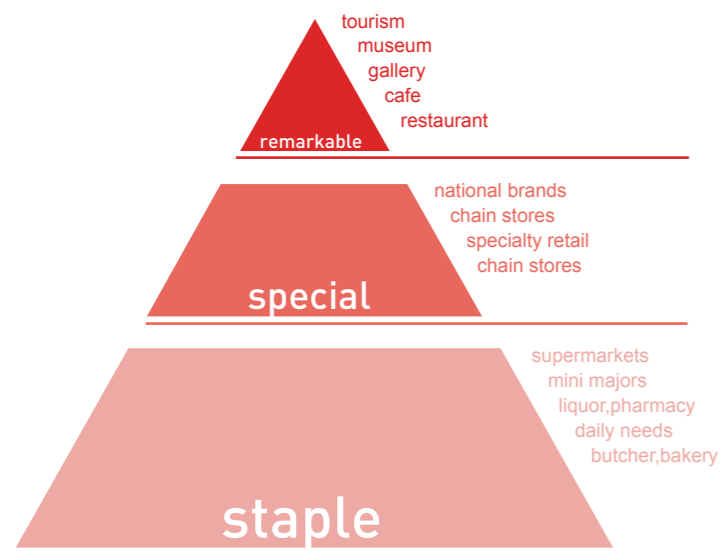 tourism
museum
gallery
cafe
restaurant
remarkable
national brands
chain stores
specialty retail
chain stores
special
supermarkets
mini majors
liquor,pharmacy
daily needs
butcher,bakery
staple